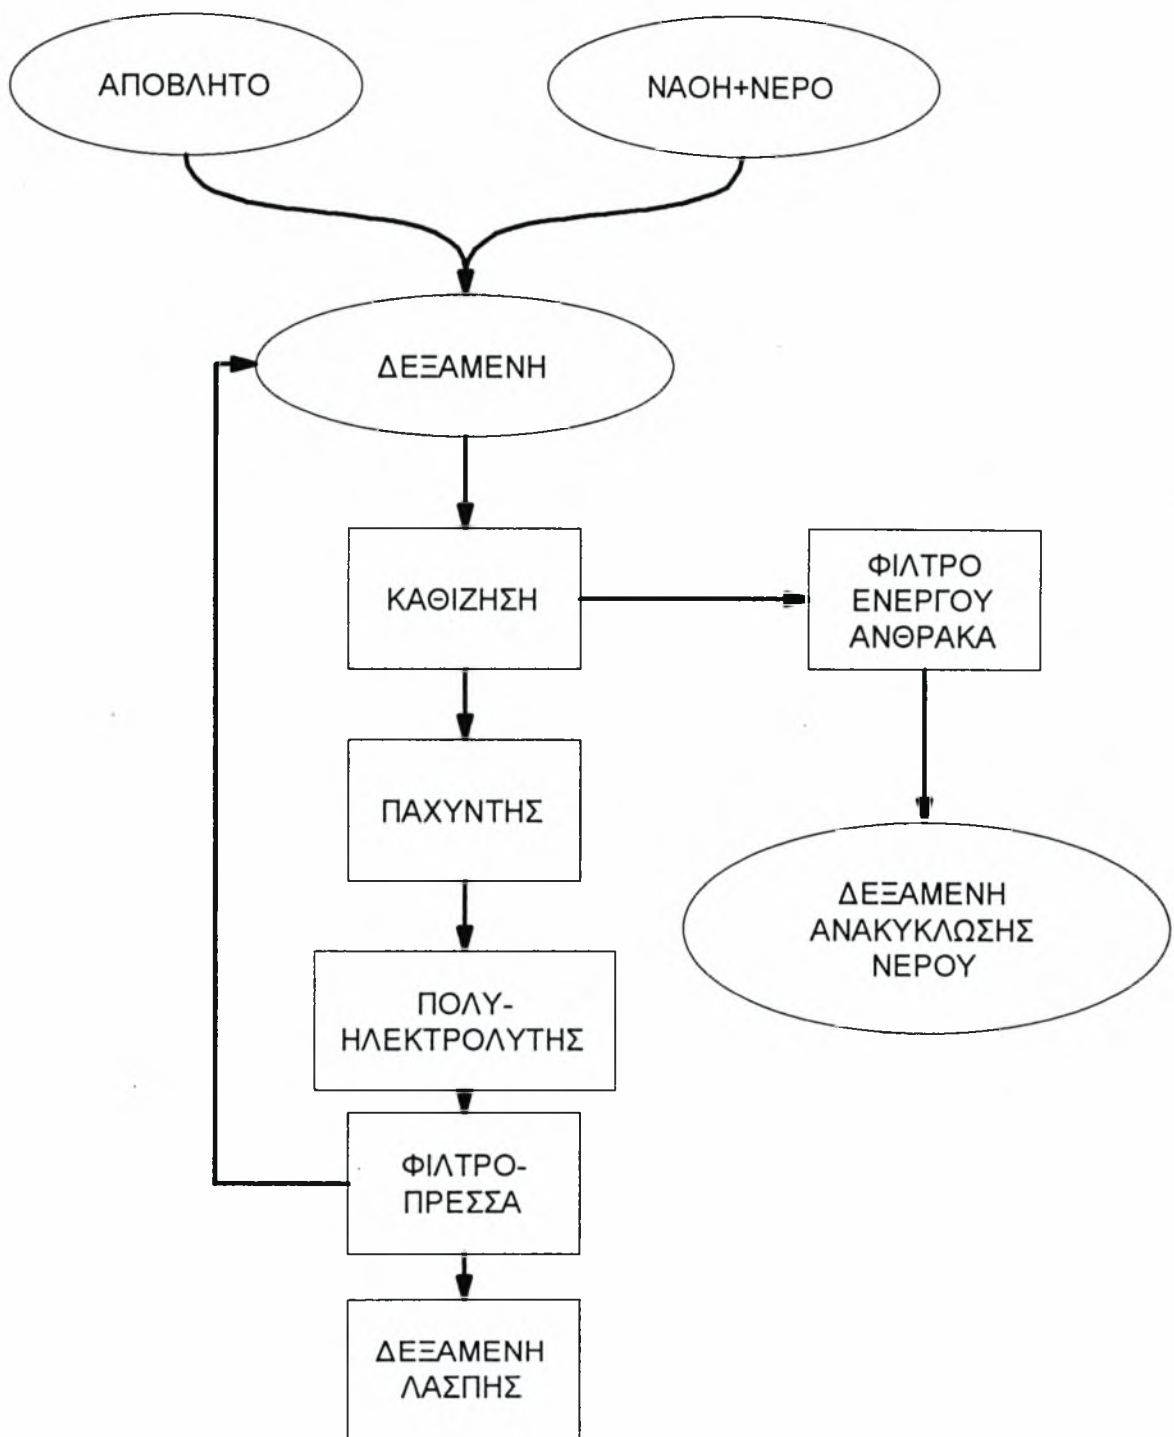 ΑΠΟΒΛΗΤΟ
ΝΑΟΗ+ΝΕΡΟ
ΔΕΞΑΜΕΝΗ
ΚΑΘΙΖΗΣΗ
ΦΙΛΤΡΟ
ΕΝΕΡΓΟΥ
ΑΝΘΡΑΚΑ
ΠΑΧΥΝΤΗΣ
ΔΕΞΑΜΕΝΗ
ΑΝΑΚΥΚΛΩΣΗΣ
ΝΕΡΟΥ
ΠΟΛΥ-
ΗΛΕΚΤΡΟΛΥΤΗΣ
ΦΙΛΤΡΟ-
ΠΡΕΣΣΑ
ΔΕΞΑΜΕΝΗ
ΛΑΣΠΗΣ